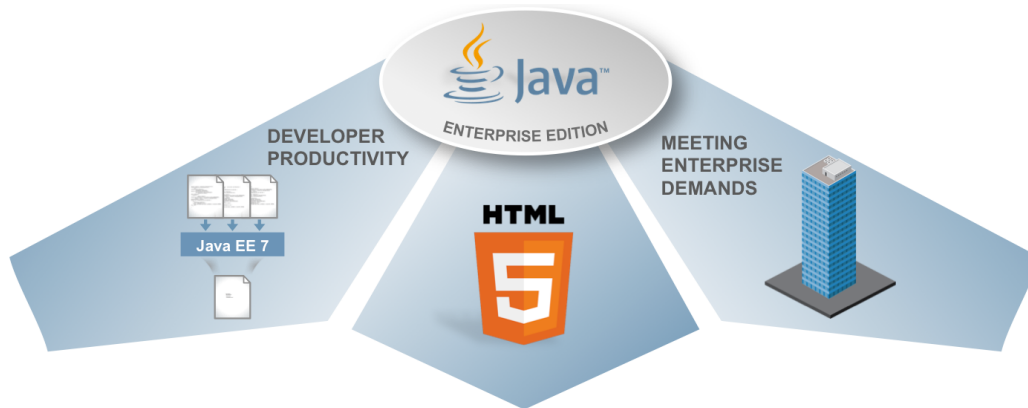 Java™
ENTERPRISE EDITION
DEVELOPER
PRODUCTIVITY
Java EE 7
HTML
5
MEETING
ENTERPRISE
DEMANDS